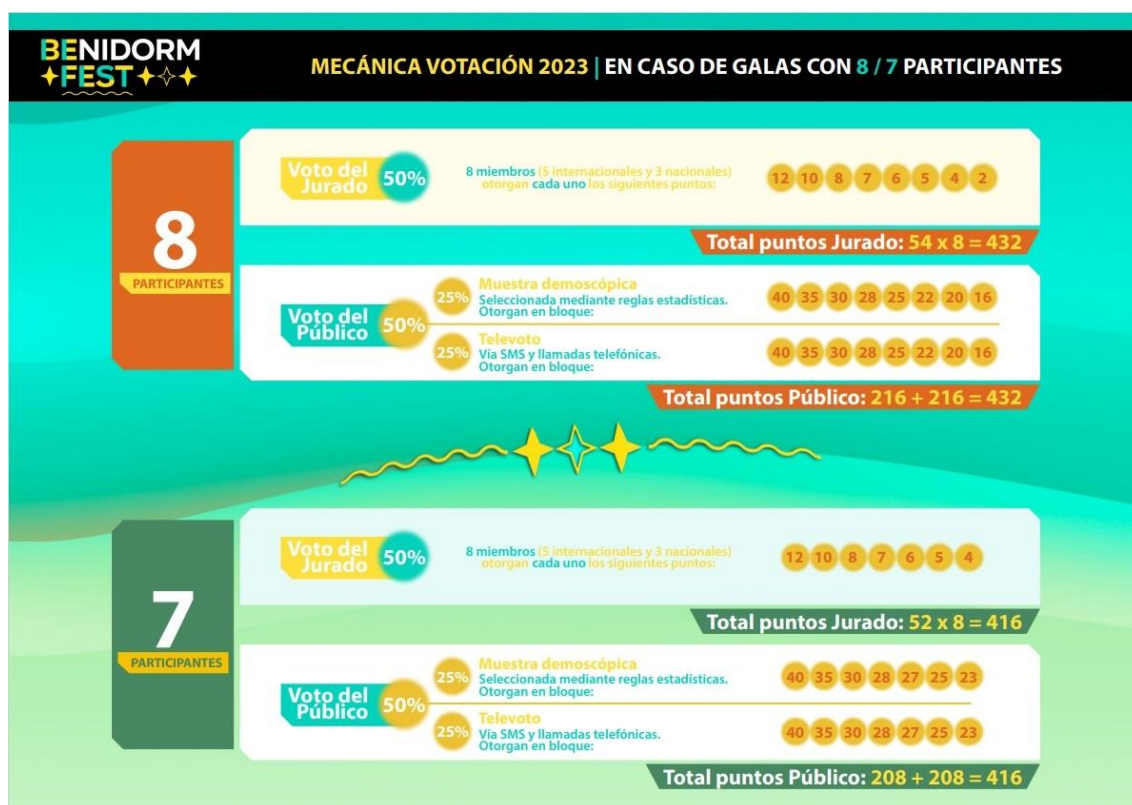 BENIDORM
FEST
MECÁNICA VOTACIÓN 2023 | EN CASO DE GALAS CON 8 / 7 PARTICIPANTES
8
PARTICIPANTES
Voto del
Jurado
50%
8 miembros (5 internacionales y 3 nacionales)
otorgan cada uno los siguientes puntos:
12 10 8 7 6 5 4 2
Total puntos Jurado: 54 x 8 = 432
Voto del
Público
50%
25%
Muestra demoscópica
Seleccionada mediante reglas estadísticas.
Otorgan en bloque:
40 35 30 28 25 22 20 16
25%
Televoto
Vía SMS y llamadas telefónicas.
Otorgan en bloque:
40 35 30 28 25 22 20 16
Total puntos Público: 216 + 216 = 432
7
PARTICIPANTES
Voto del
Jurado
50%
8 miembros (5 internacionales y 3 nacionales)
otorgan cada uno los siguientes puntos:
12 10 8 7 6 5 4
Total puntos Jurado: 52 x 8 = 416
Voto del
Público
50%
25%
Muestra demoscópica
Seleccionada mediante reglas estadísticas.
Otorgan en bloque:
40 35 30 28 27 25 23
25%
Televoto
Vía SMS y llamadas telefónicas.
Otorgan en bloque:
40 35 30 28 27 25 23
Total puntos Público: 208 + 208 = 416